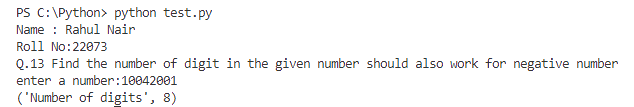 PS C:\Python> python test.py
Name : Rahul Nair
Roll No:22073
Q.13 Find the number of digit in the given number should also work for negative number
enter a number:10042001
('Number of digits', 8)